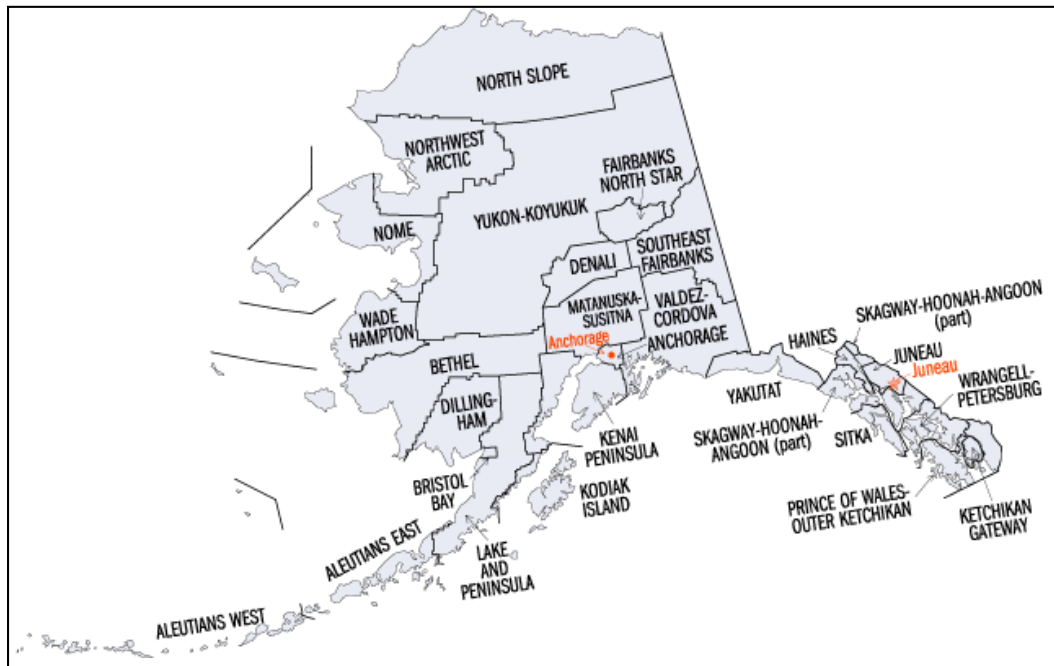 NORTH SLOPE
NORTHWEST
ARCTIC
FAIRBANKS
NORTH STAR
YUKON-KOYUKUK
NOME
SOUTHEAST
FAIRBANKS
DENALI
MATANUSKA-
SUSITNA
VALDEZ-
CORDOVA
WADE
HAMPTON
Anchorage
ANCHORAGE
BETHEL
DILLING-
HAM
SKAGWAY-HOONAH-ANGOON
(part)
HAINES
JUNEAU
Juneau
WRANGELL-
PETERSBURG
YAKUTAT
SKAGWAY-HOONAH-
ANGOON (part)
SITKA
KENAI
PENINSULA
BRISTOL
BAY
KODIAK
ISLAND
PRINCE OF WALES-
OUTER KETCHIKAN
KETCHIKAN
GATEWAY
ALEUTIANS EAST
LAKE
AND
PENINSULA
ALEUTIANS WEST